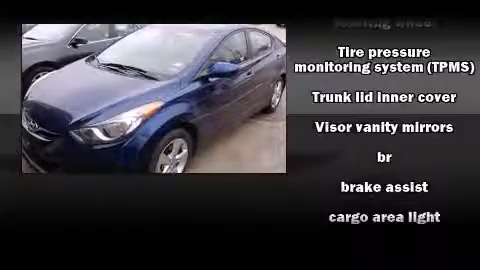 Tire pressure
monitoring system (TPMS)
Trunk lid inner cover
Visor vanity mirrors
br
brake assist
cargo area light